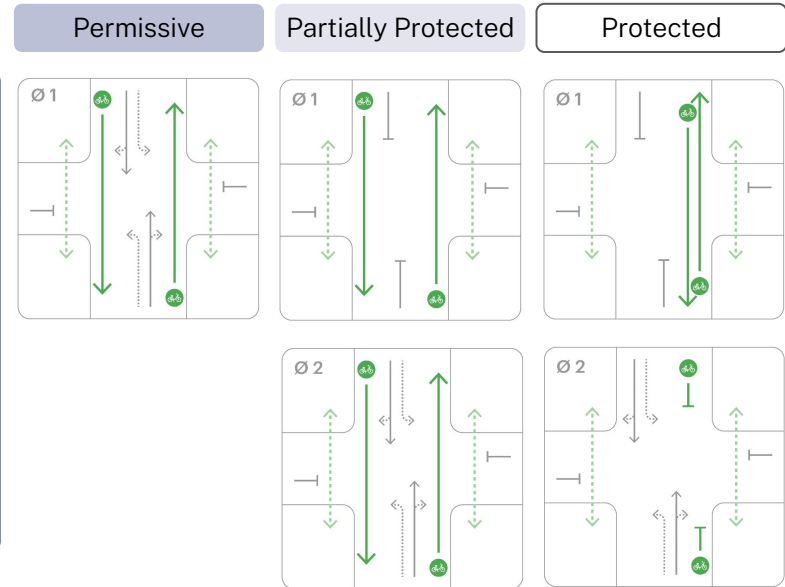 Permissive
Partially Protected
Protected
Ø 1
Ø 1
Ø 1
Ø 2
Ø 2